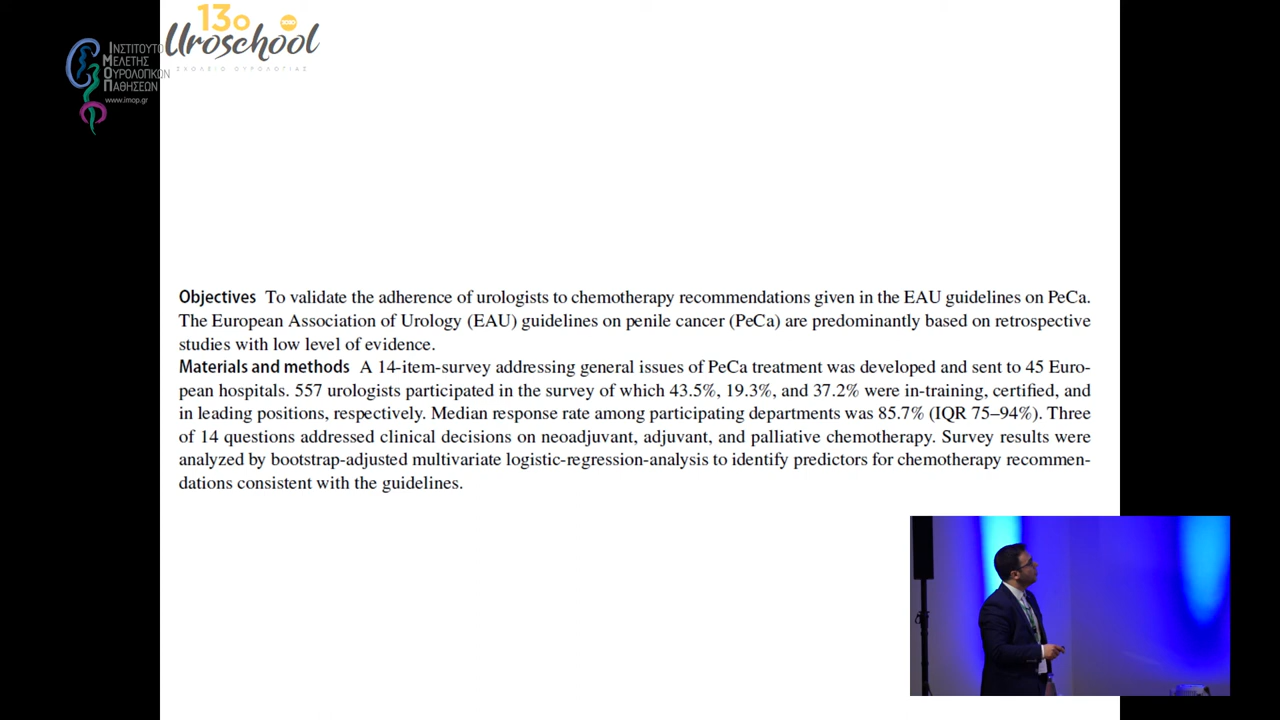 13ο
Uroschool
ΣΧΟΛΕΙΟ ΟΥΡΟΛΟΓΙΑΣ
ΙΝΣΤΙΤΟΥΤΟ
ΜΕΛΕΤΗΣ
ΟΥΡΟΛΟΓΙΚΩΝ
ΠΑΘΗΣΕΩΝ
www.imop.gr
Objectives To validate the adherence of urologists to chemotherapy recommendations given in the EAU guidelines on PeCa.
The European Association of Urology (EAU) guidelines on penile cancer (PeCa) are predominantly based on retrospective
studies with low level of evidence.
Materials and methods A 14-item-survey addressing general issues of PeCa treatment was developed and sent to 45 Euro-
pean hospitals. 557 urologists participated in the survey of which 43.5%, 19.3%, and 37.2% were in-training, certified, and
in leading positions, respectively. Median response rate among participating departments was 85.7% (IQR 75–94%). Three
of 14 questions addressed clinical decisions on neoadjuvant, adjuvant, and palliative chemotherapy. Survey results were
analyzed by bootstrap-adjusted multivariate logistic-regression-analysis to identify predictors for chemotherapy recommen-
dations consistent with the guidelines.